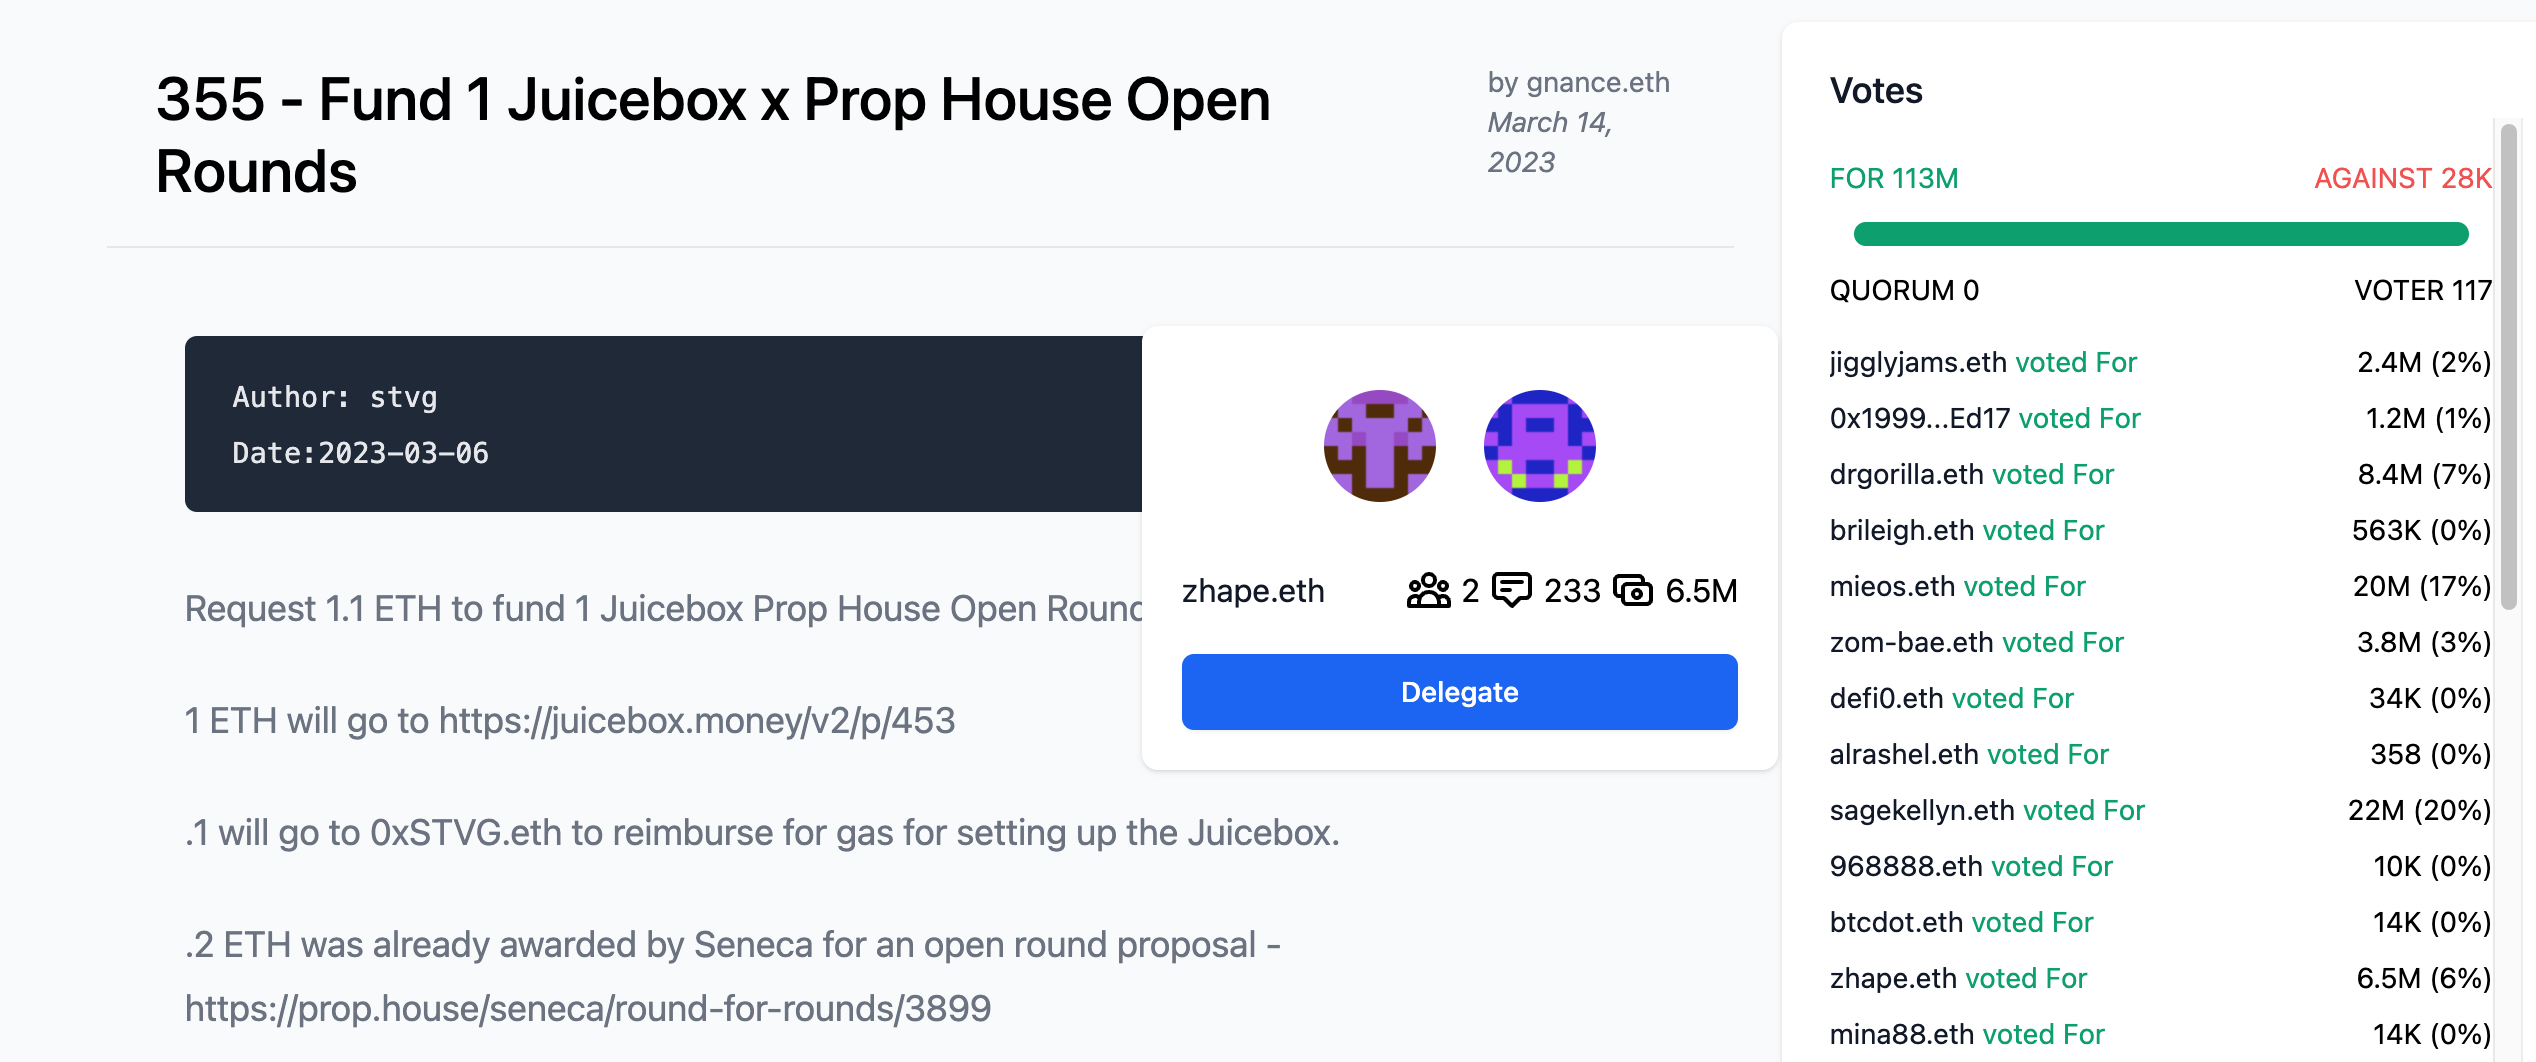 355 - Fund 1 Juicebox x Prop House Open
Rounds
by gnance.eth
March 14,
2023
Author: stvg
Date:2023-03-06
Request 1.1 ETH to fund 1 Juicebox Prop House Open
1 ETH will go to https://juicebox.money/v2/p/453
.1 will go to 0xSTVG.eth to reimburse for gas for setting up the Juicebox.
.2 ETH was already awarded by Seneca for an open round proposal -
https://prop.house/seneca/round-for-rounds/3899
zhape.eth 2 233 6.5M
Delegate
Votes
FOR 113M AGAINST 28K
QUORUM 0 VOTER 117
jigglyjams.eth voted For 2.4M (2%)
0x1999...Ed17 voted For 1.2M (1%)
drgorilla.eth voted For 8.4M (7%)
brileigh.eth voted For 563K (0%)
mieos.eth voted For 20M (17%)
zom-bae.eth voted For 3.8M (3%)
defi0.eth voted For 34K (0%)
alrashel.eth voted For 358 (0%)
sagekellyn.eth voted For 22M (20%)
968888.eth voted For 10K (0%)
btcdot.eth voted For 14K (0%)
zhape.eth voted For 6.5M (6%)
mina88.eth voted For 14K (0%)